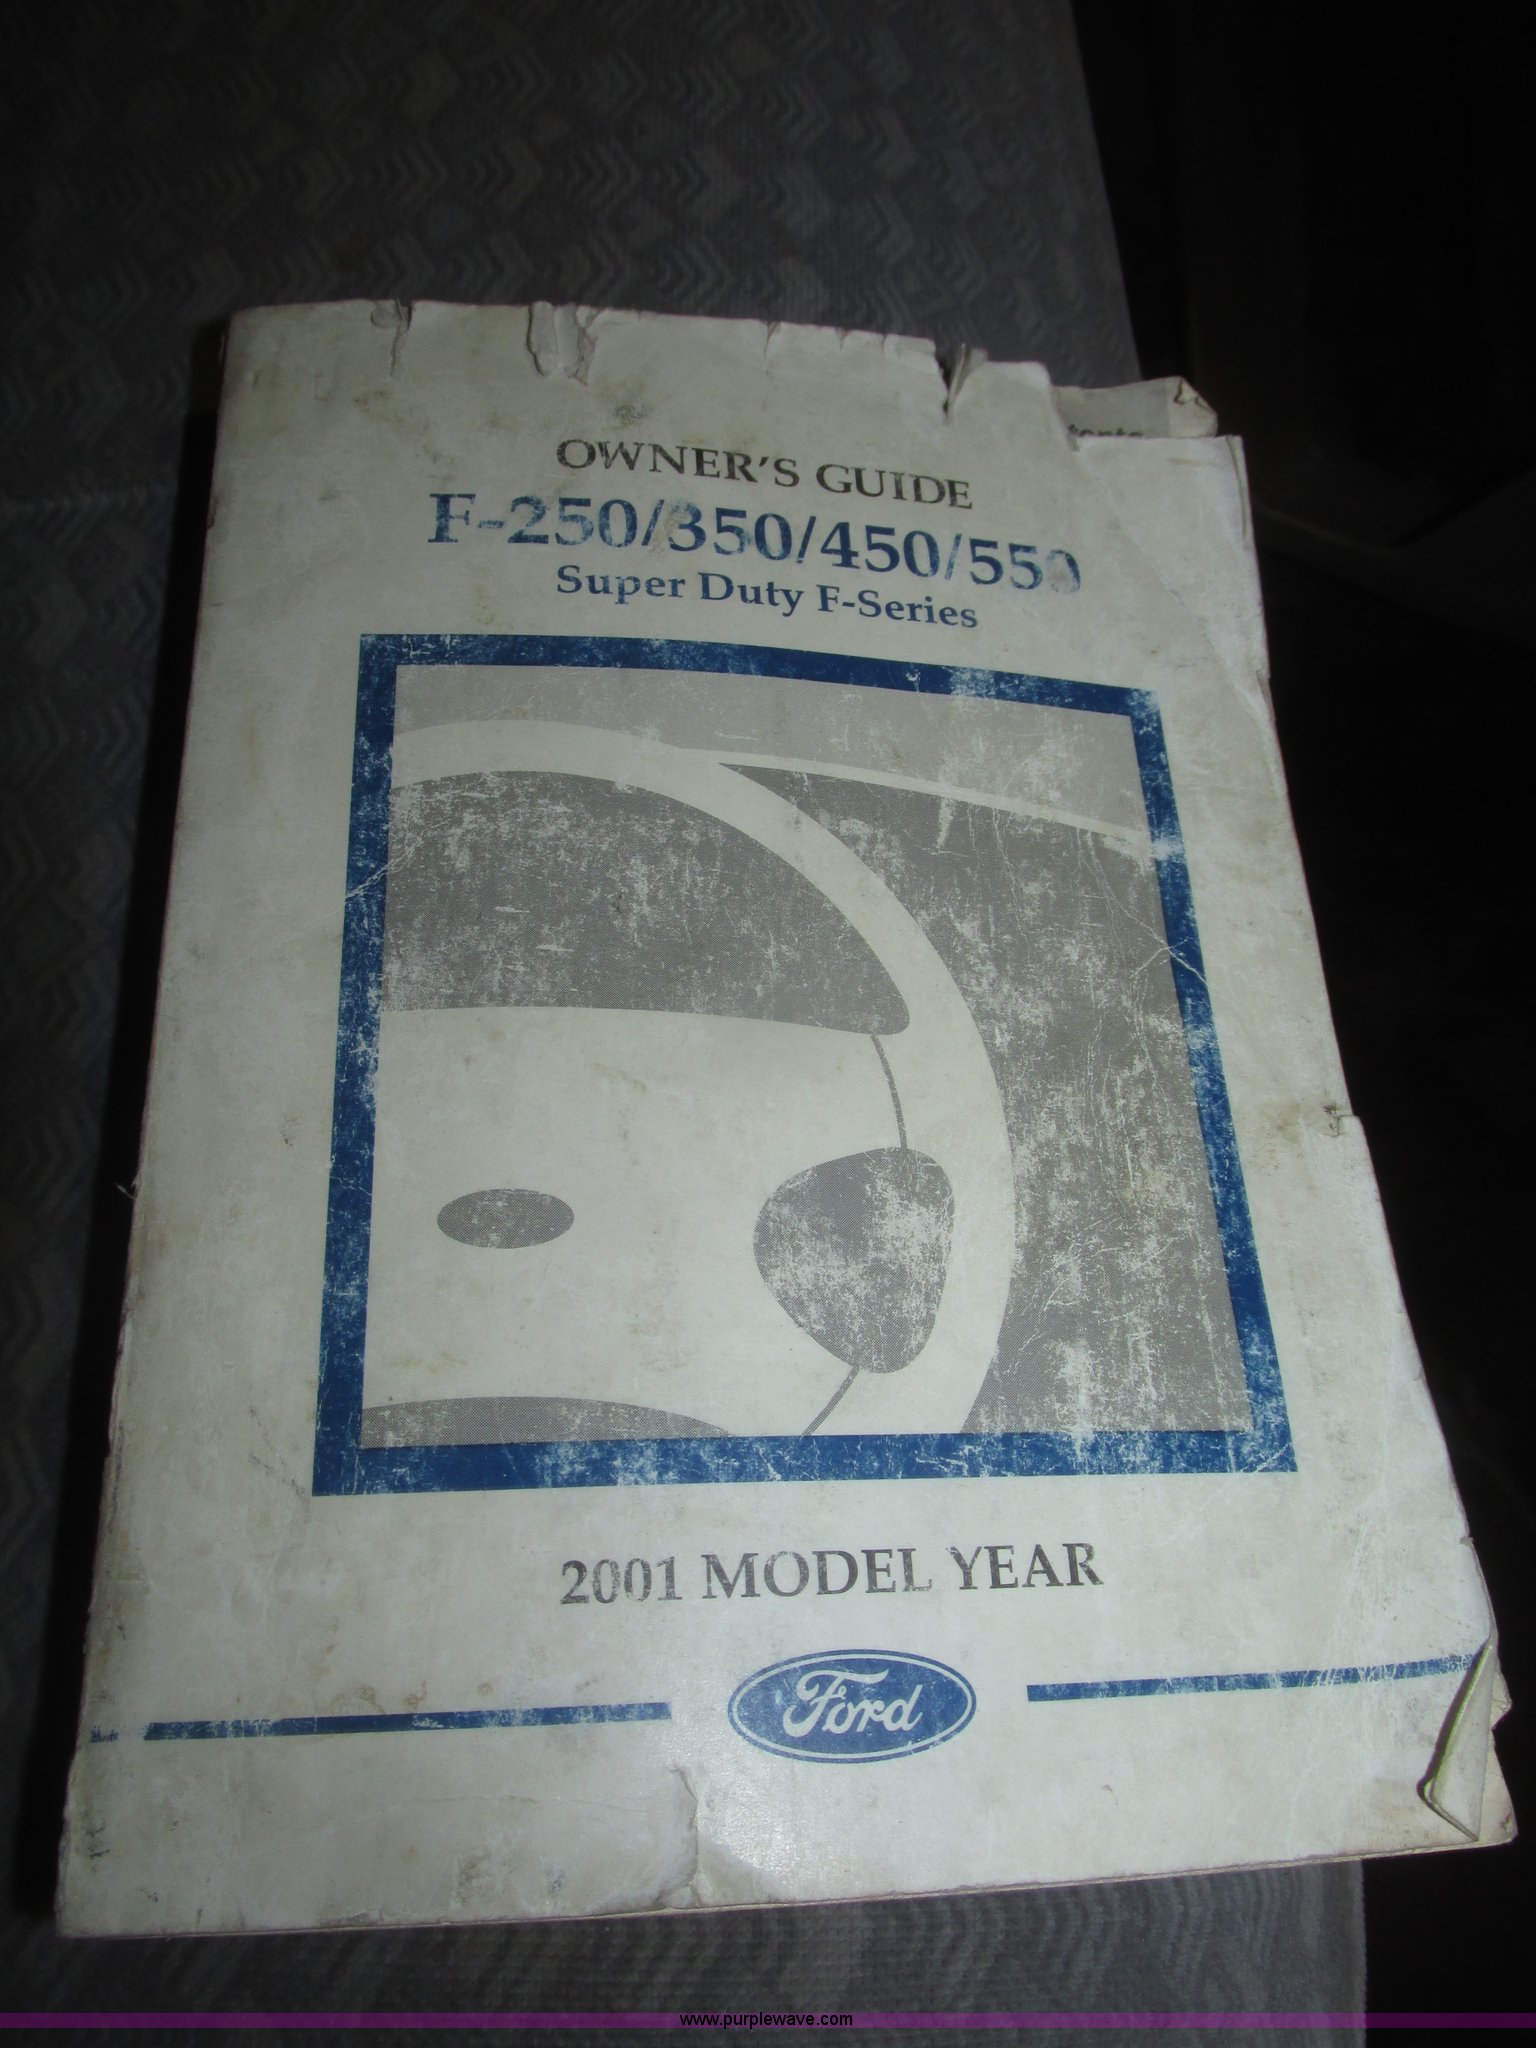 OWNER'S GUIDE
F-250/350/450/550
Super Duty F-Series
2001 MODEL YEAR
Ford
www.purplewave.com